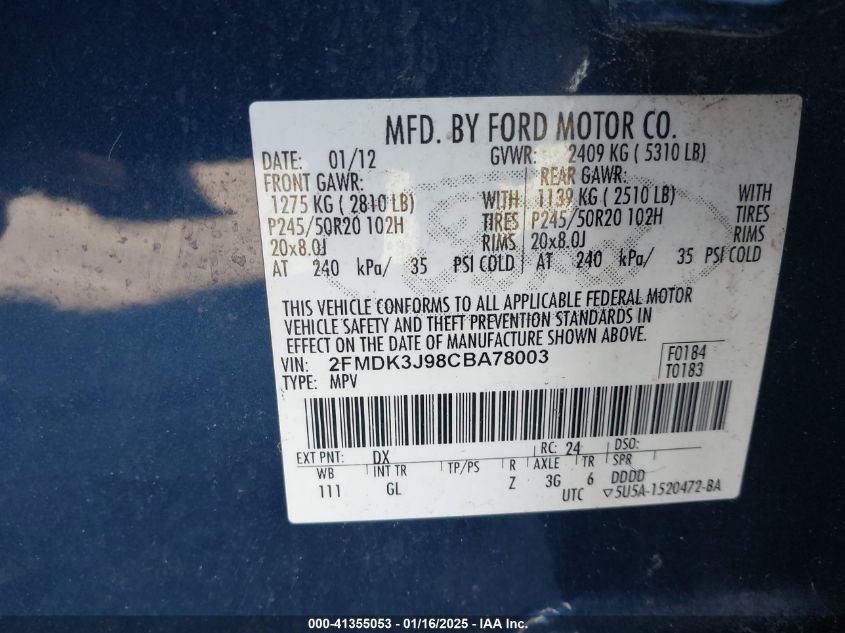 MFD. BY FORD MOTOR CO.
DATE: 01/12 GVWR: 2409 KG ( 5310 LB)
FRONT GAWR: REAR GAWR:
1275 KG ( 2810 LB) WITH 1139 KG ( 2510 LB) WITH
P245/50R20 102H TIRES P245/50R20 102H TIRES
20x8.0J RIMS 20x8.0J RIMS
AT 240 kPa/ 35 PSI COLD AT 240 kPa/ 35 PSI COLD
THIS VEHICLE CONFORMS TO ALL APPLICABLE FEDERAL MOTOR
VEHICLE SAFETY AND THEFT PREVENTION STANDARDS IN
EFFECT ON THE DATE OF MANUFACTURE SHOWN ABOVE.
VIN: 2FMDK3J98CBA78003 F0184
TYPE: MPV T0183
EXT PNT: DX RC: 24 DSO:
WB INT TR TP/PS R AXLE TR SPR
111 GL Z 3G 6 DDDD
UTC ▽5U5A-1520472-BA
000-41355053 - 01/16/2025 - IAA Inc.